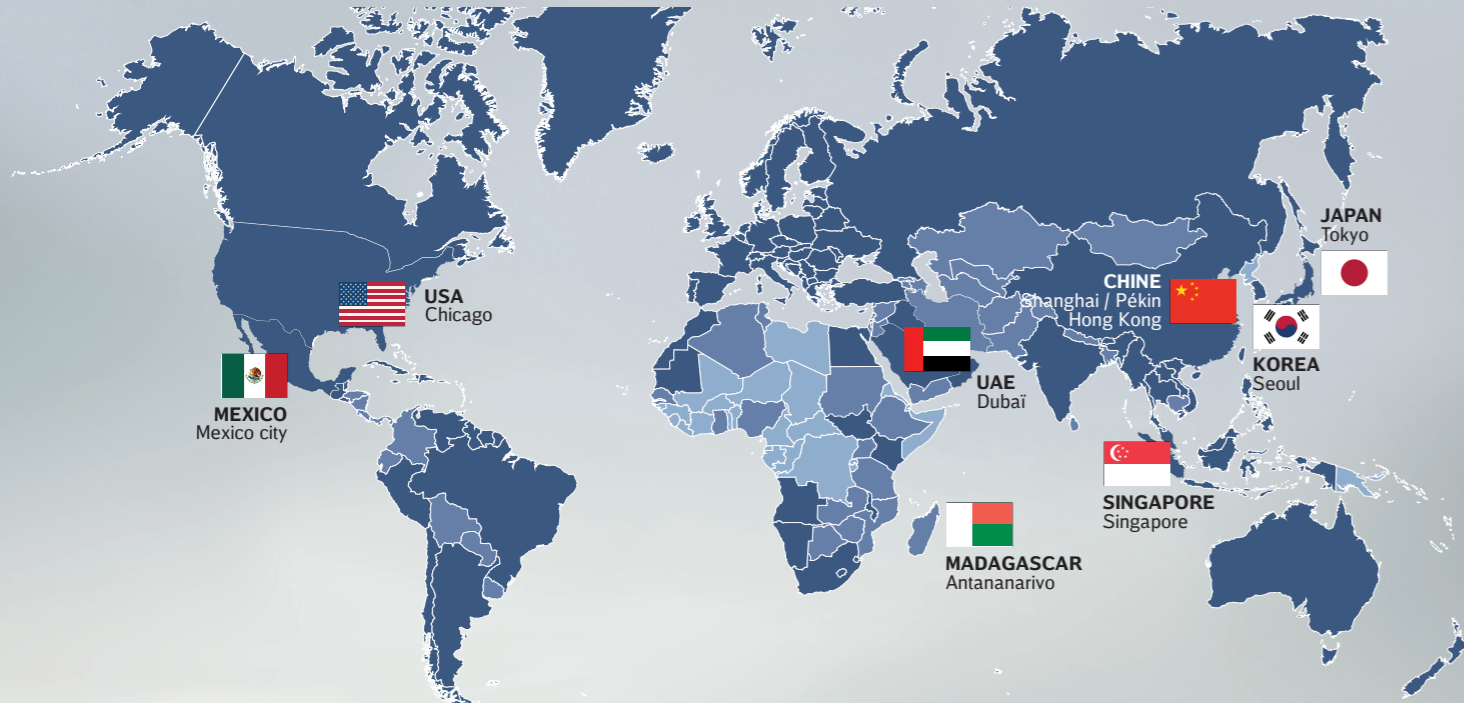 JAPAN
Tokyo
CHINE
Shanghai / Pékin
Hong Kong
USA
Chicago
KOREA
Seoul
UAE
Dubaï
MEXICO
Mexico city
SINGAPORE
Singapore
MADAGASCAR
Antananarivo